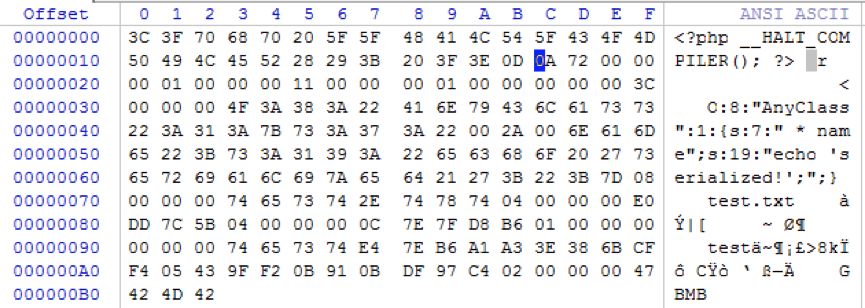 Offset 0 1 2 3 4 5 6 7 8 9 A B C D E F ANSI ASCII
00000000 3C 3F 70 68 70 20 5F 5F 48 41 4C 54 5F 43 4F 4D <?php __HALT_COM
00000010 50 49 4C 45 52 28 29 3B 20 3F 3E 0D 0A 72 00 00 PILER(); ?> r
00000020 00 01 00 00 00 11 00 00 00 01 00 00 00 00 00 3C <
00000030 00 00 00 4F 3A 38 3A 22 41 6E 79 43 6C 61 73 73 O:8:"AnyClass
00000040 22 3A 31 3A 7B 73 3A 37 3A 22 00 2A 00 6E 61 6D ":1:{s:7:" * nam
00000050 65 22 3B 73 3A 31 39 3A 22 65 63 68 6F 20 27 73 e";s:19:"echo 's
00000060 65 72 69 61 6C 69 7A 65 64 21 27 3B 22 3B 7D 08 erialized!';";}
00000070 00 00 00 74 65 73 74 2E 74 78 74 04 00 00 00 E0 test.txt à
00000080 DD 7C 5B 04 00 00 00 0C 7E 7F D8 B6 01 00 00 00 Ý|[ ~ Ø¶
00000090 00 00 00 74 65 73 74 E4 7E B6 A1 A3 3E 38 6B CF testä~¶¡£>8kÏ
000000A0 F4 05 43 9F F2 0B 91 0B DF 97 C4 02 00 00 00 47 ô CŸò ‘ ß—Ä G
000000B0 42 4D 42 BMB